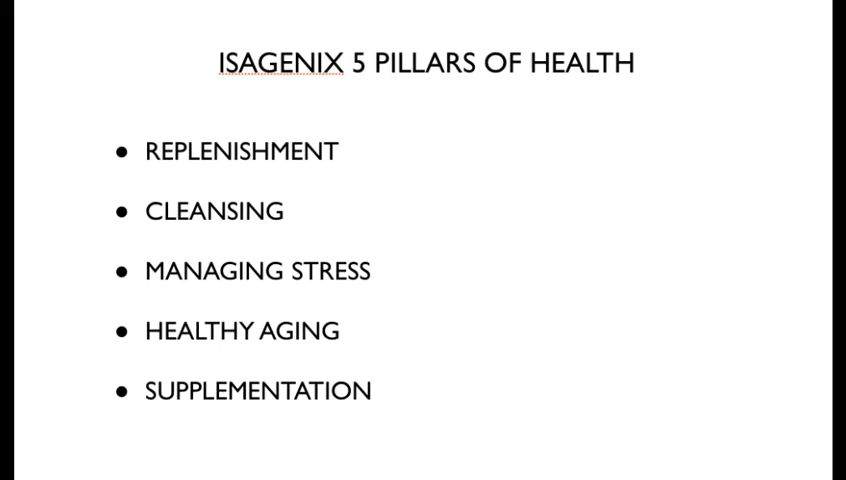 ISAGENIX 5 PILLARS OF HEALTH
● REPLENISHMENT
● CLEANSING
● MANAGING STRESS
● HEALTHY AGING
● SUPPLEMENTATION